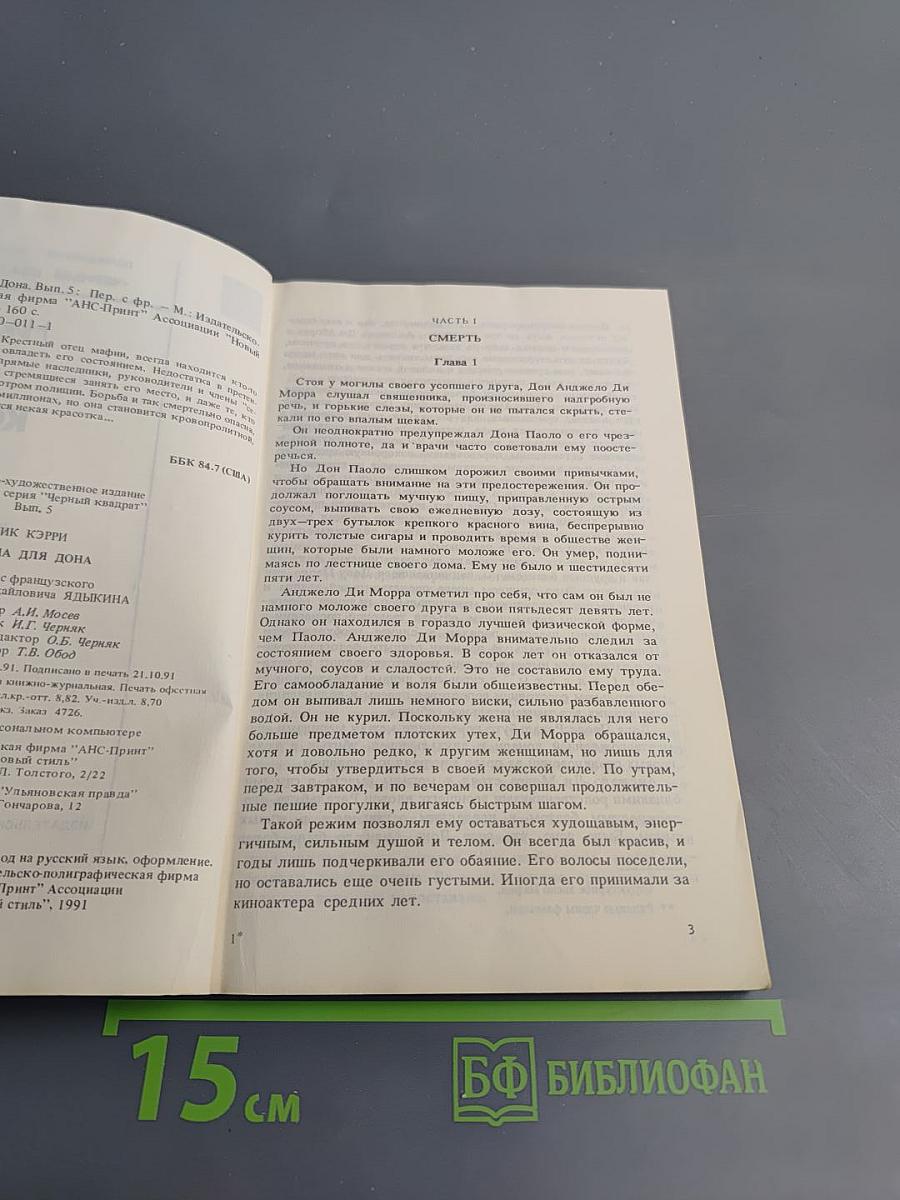 Дона. Вып. 5 : Пер. с фр. — М.: Издательско-
ая фирма "АНС-Принт" Ассоциации "Новый
160 с.
0—011—1
Крестный отец мафии, всегда находится кто-то
овладеть его состоянием. Недостатка в претен-
прямые наследники, руководители и члены "се-
стремящиеся занять его место, и даже те, кто
отром полиции. Борьба и так смертельно опасна,
миллионах, но она становится кровопролитной,
ся некая красотка...
ББК 84.7 (США)
-художественное издание
серия "Черный квадрат"
Вып. 5
ИК КЭРРИ
НА ДЛЯ ДОНА
с французского
хайловича ЯДЫКИНА
р А.И. Мосев
к И.Г. Черняк
дактор О.Б. Черняк
ор Т.В. Обод
.91. Подписано в печать 21.10.91
книжно-журнальная. Печать офсетная
л.кр.-отт. 8,82. Уч.-изд.л. 8,70
кз. Заказ 4726.
рсональном компьютере
кая фирма "АНС-Принт"
овый стиль"
Л. Толстого, 2/22
"Ульяновская правда"
Гончарова, 12
од на русский язык, оформление.
ельско-полиграфическая фирма
Принт" Ассоциации
й стиль", 1991
ЧАСТЬ I
СМЕРТЬ
Глава 1
Стоя у могилы своего усопшего друга, Дон Анджело Ди
Морра слушал священника, произносившего надгробную
речь, и горькие слезы, которые он не пытался скрыть, сте-
кали по его впалым щекам.
Он неоднократно предупреждал Дона Паоло о его чрез-
мерной полноте, да и врачи часто советовали ему поосте-
речься.
Но Дон Паоло слишком дорожил своими привычками,
чтобы обращать внимание на эти предостережения. Он про-
должал поглощать мучную пищу, приправленную острым
соусом, выпивать свою ежедневную дозу, состоящую из
двух—трех бутылок крепкого красного вина, беспрерывно
курить толстые сигары и проводить время в обществе жен-
щин, которые были намного моложе его. Он умер, подни-
маясь по лестнице своего дома. Ему не было и шестидесяти
пяти лет.
Анджело Ди Морра отметил про себя, что сам он был не
намного моложе своего друга в свои пятьдесят девять лет.
Однако он находился в гораздо лучшей физической форме,
чем Паоло. Анджело Ди Морра внимательно следил за
состоянием своего здоровья. В сорок лет он отказался от
мучного, соусов и сладостей. Это не составило ему труда.
Его самообладание и воля были общеизвестны. Перед обе-
дом он выпивал лишь немного виски, сильно разбавленного
водой. Он не курил. Поскольку жена не являлась для него
больше предметом плотских утех, Ди Морра обращался,
хотя и довольно редко, к другим женщинам, но лишь для
того, чтобы утвердиться в своей мужской силе. По утрам,
перед завтраком, и по вечерам он совершал продолжитель-
ные пешие прогулки, двигаясь быстрым шагом.
Такой режим позволял ему оставаться худощавым, энер-
гичным, сильным душой и телом. Он всегда был красив, и
годы лишь подчеркивали его обаяние. Его волосы поседели,
но оставались еще очень густыми. Иногда его принимали за
киноактера средних лет.
1*
3
15 см
БФ БИБЛИОФАН